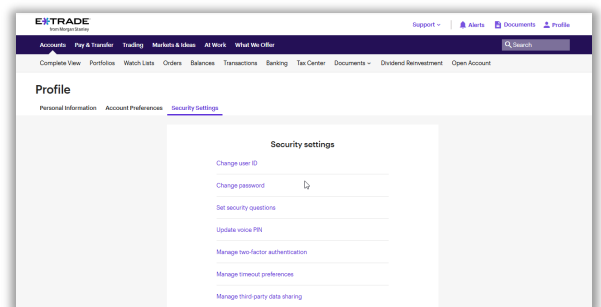 E*TRADE
from Morgan Stanley
Support Alerts Documents Profile
Accounts Pay & Transfer Trading Markets & Ideas At Work What We Offer Search
Complete View Portfolios Watch Lists Orders Balances Transactions Banking Tax Center Documents Dividend Reinvestment Open Account
Profile
Personal Information Account Preferences Security Settings
Security settings
Change user ID
Change password
Set security questions
Update voice PIN
Manage two-factor authentication
Manage timeout preferences
Manage third-party data sharing